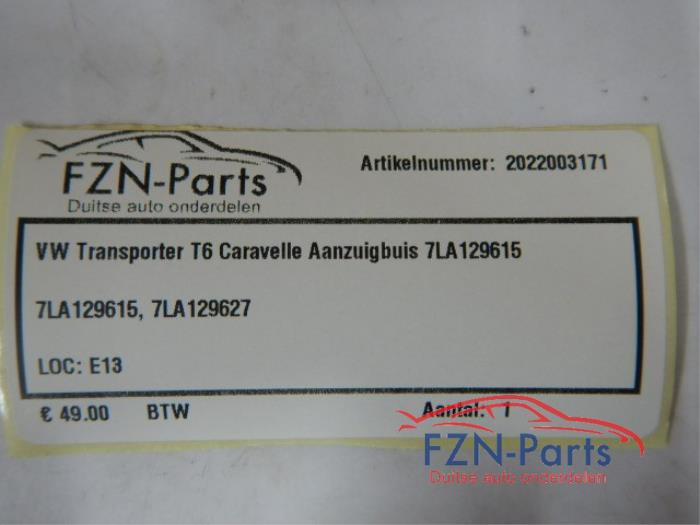 FZN-Parts
Duitse auto onderdelen
Artikelnummer: 2022003171
VW Transporter T6 Caravelle Aanzuigbuis 7LA129615
7LA129615, 7LA129627
LOC: E13
€ 49.00 BTW Aantal: 1
FZN-Parts
Duitse auto onderdelen